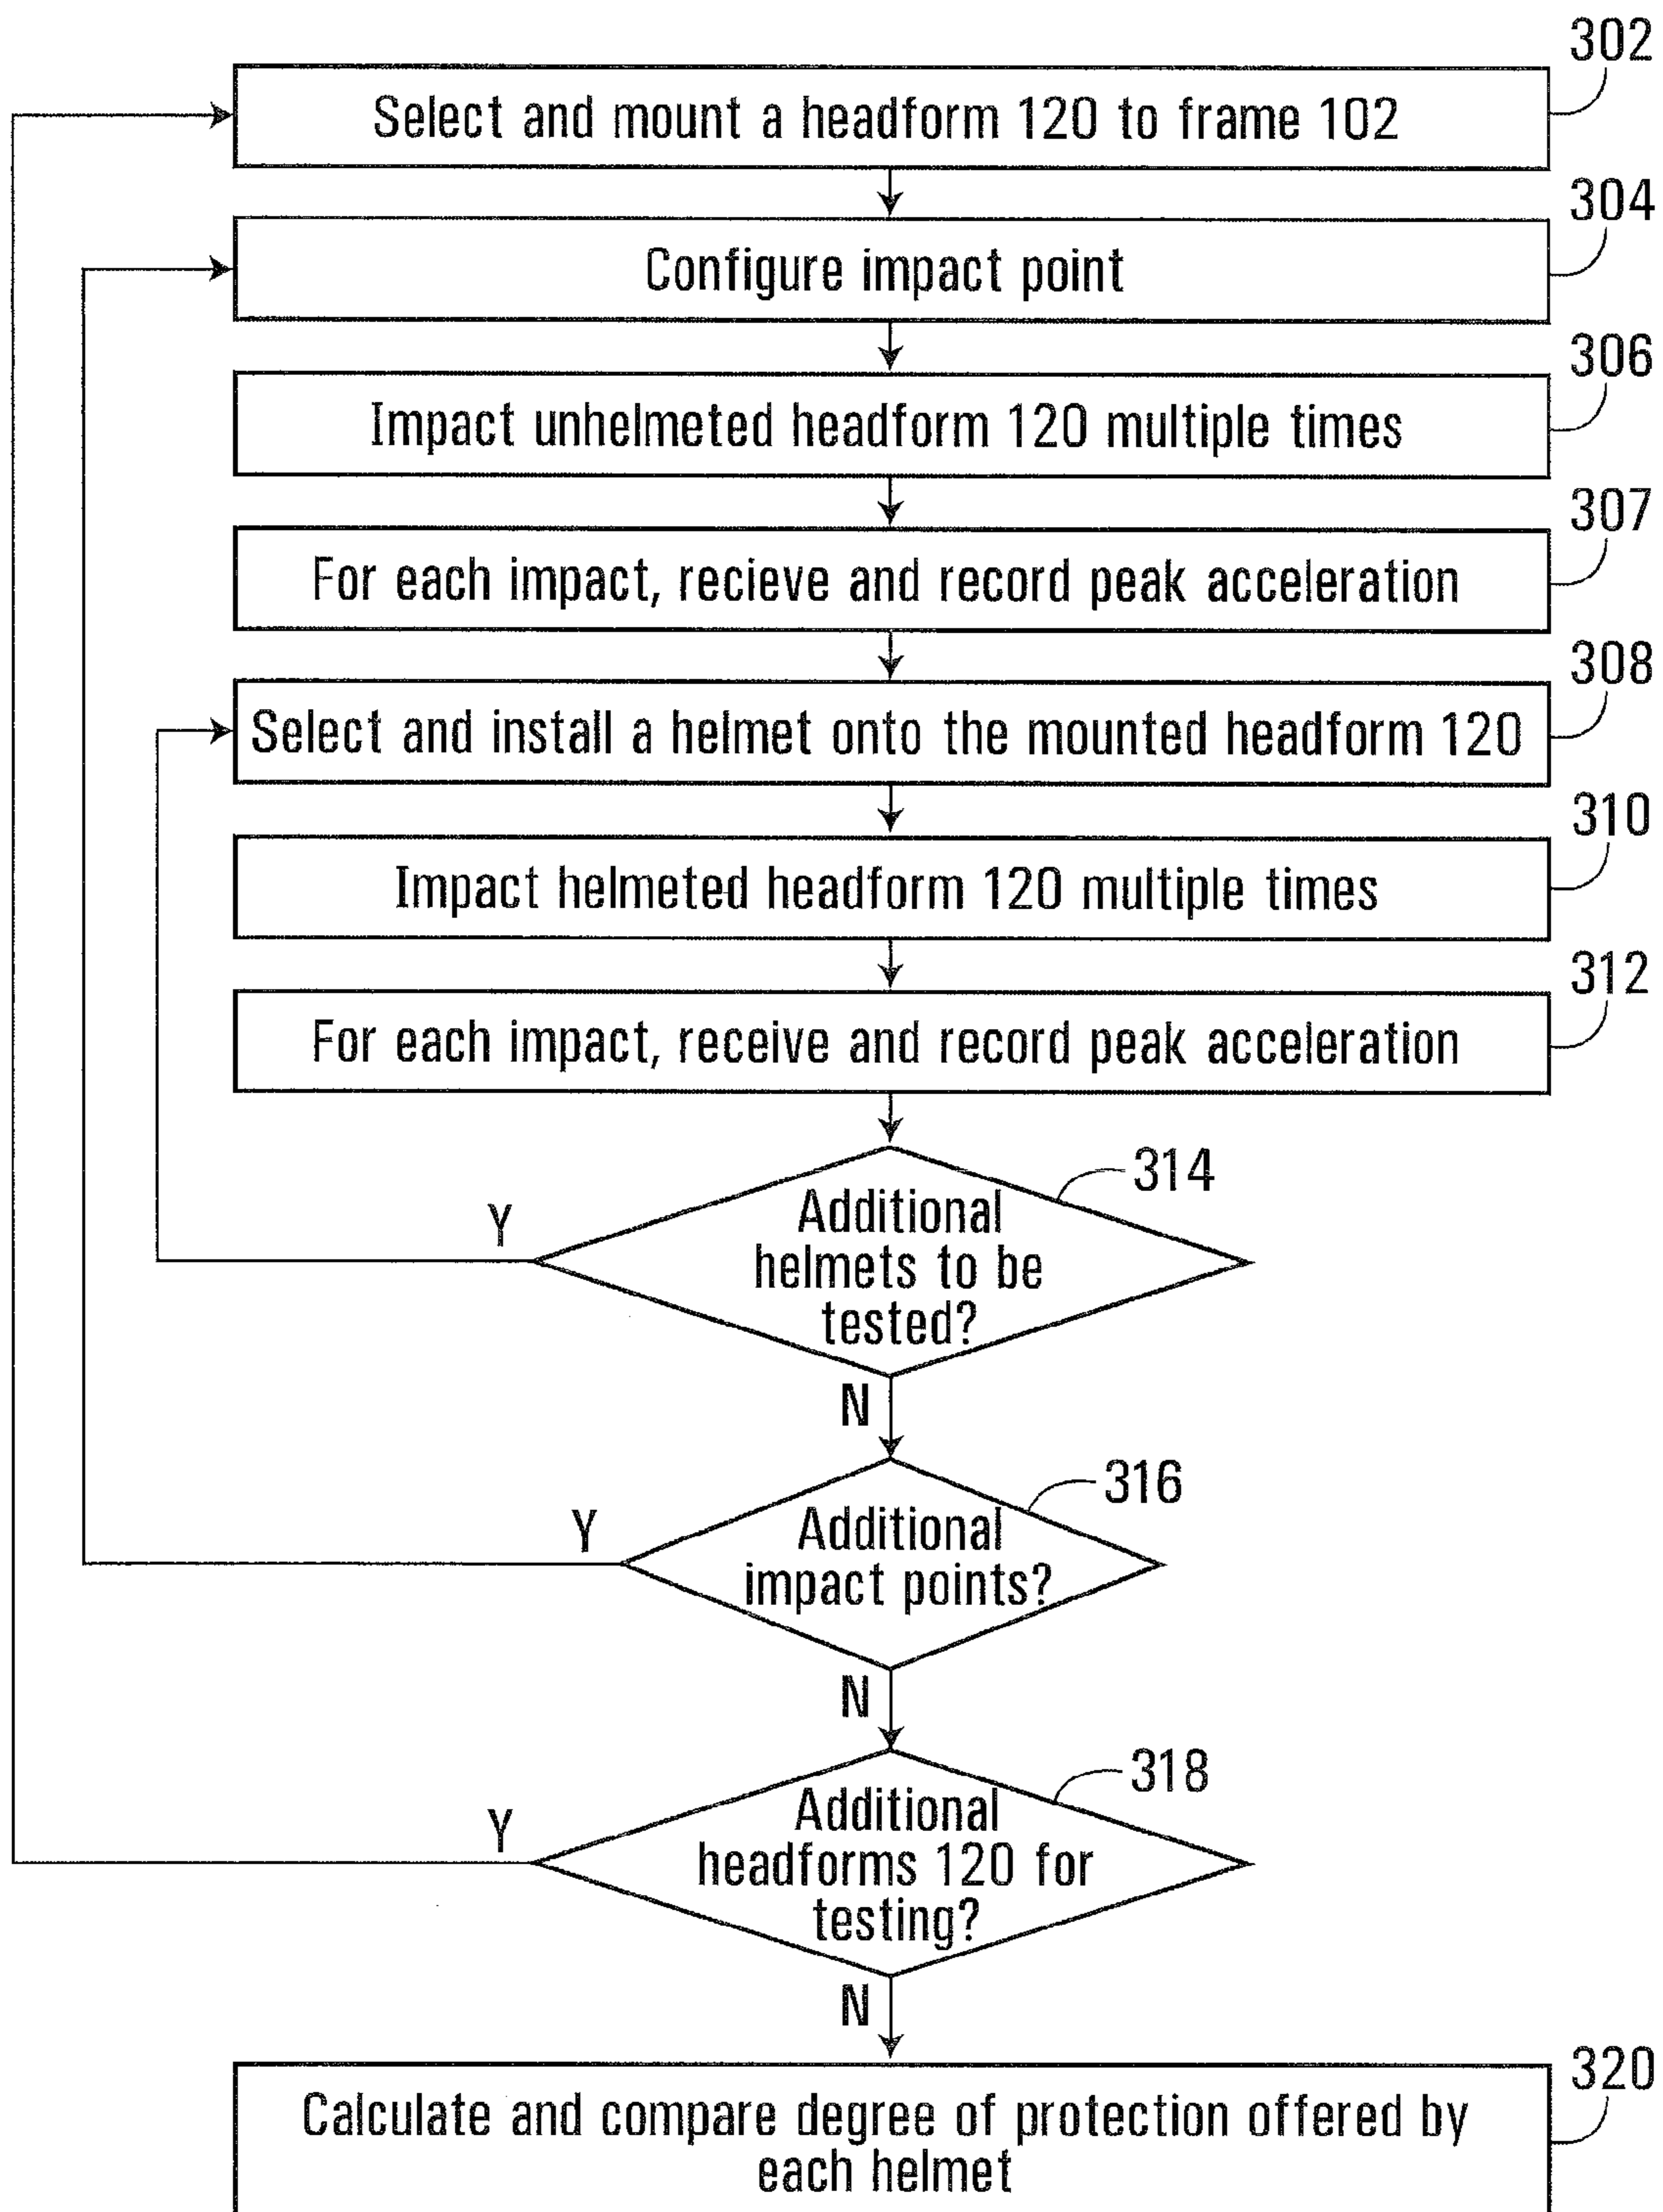 302
Select and mount a headform 120 to frame 102
304
Configure impact point
306
Impact unhelmeted headform 120 multiple times
307
For each impact, recieve and record peak acceleration
308
Select and install a helmet onto the mounted headform 120
310
Impact helmeted headform 120 multiple times
312
For each impact, receive and record peak acceleration
314
Y
Additional
helmets to be
tested?
N
316
Y
Additional
impact points?
N
318
Y
Additional
headforms 120 for
testing?
N
320
Calculate and compare degree of protection offered by
each helmet